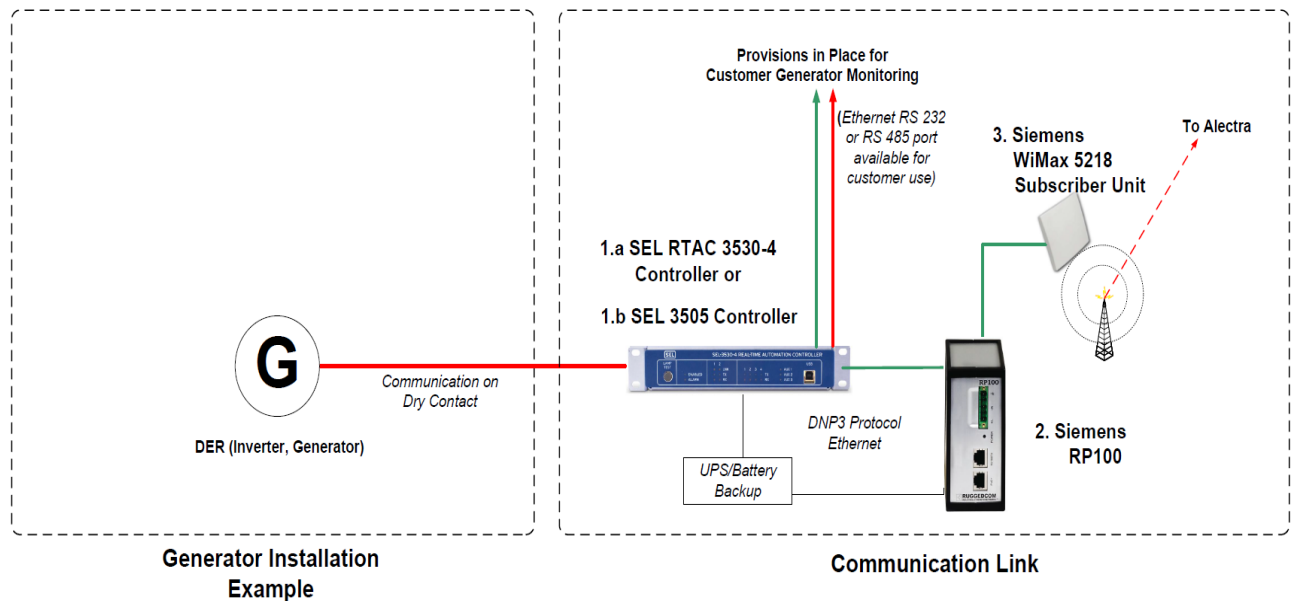 Provisions in Place for
Customer Generator Monitoring
(Ethernet RS 232
or RS 485 port
available for
customer use)
3. Siemens
WiMax 5218
Subscriber Unit
To Alectra
1.a SEL RTAC 3530-4
Controller or
1.b SEL 3505 Controller
SEL
SEL-3530-4 REAL-TIME AUTOMATION CONTROLLER
G
Communication on
Dry Contact
DER (Inverter, Generator)
DNP3 Protocol
Ethernet
UPS/Battery
Backup
RP100
RUGGEDCOM
2. Siemens
RP100
Generator Installation
Example
Communication Link